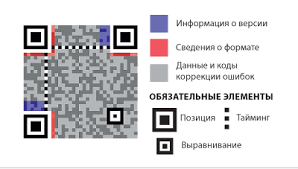 Информация о версии
Сведения о формате
Данные и коды
коррекции ошибок
ОБЯЗАТЕЛЬНЫЕ ЭЛЕМЕНТЫ
Позиция
Тайминг
Выравнивание